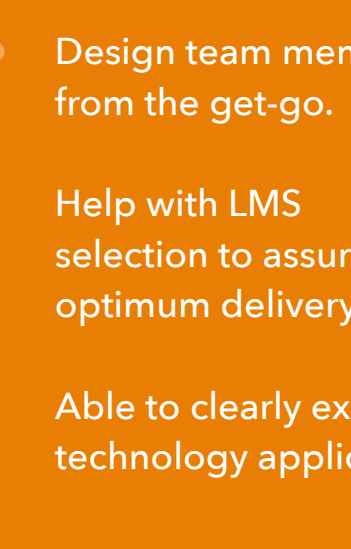 Design team mem
from the get-go.
Help with LMS
selection to assur
optimum delivery
Able to clearly ex
technology applic